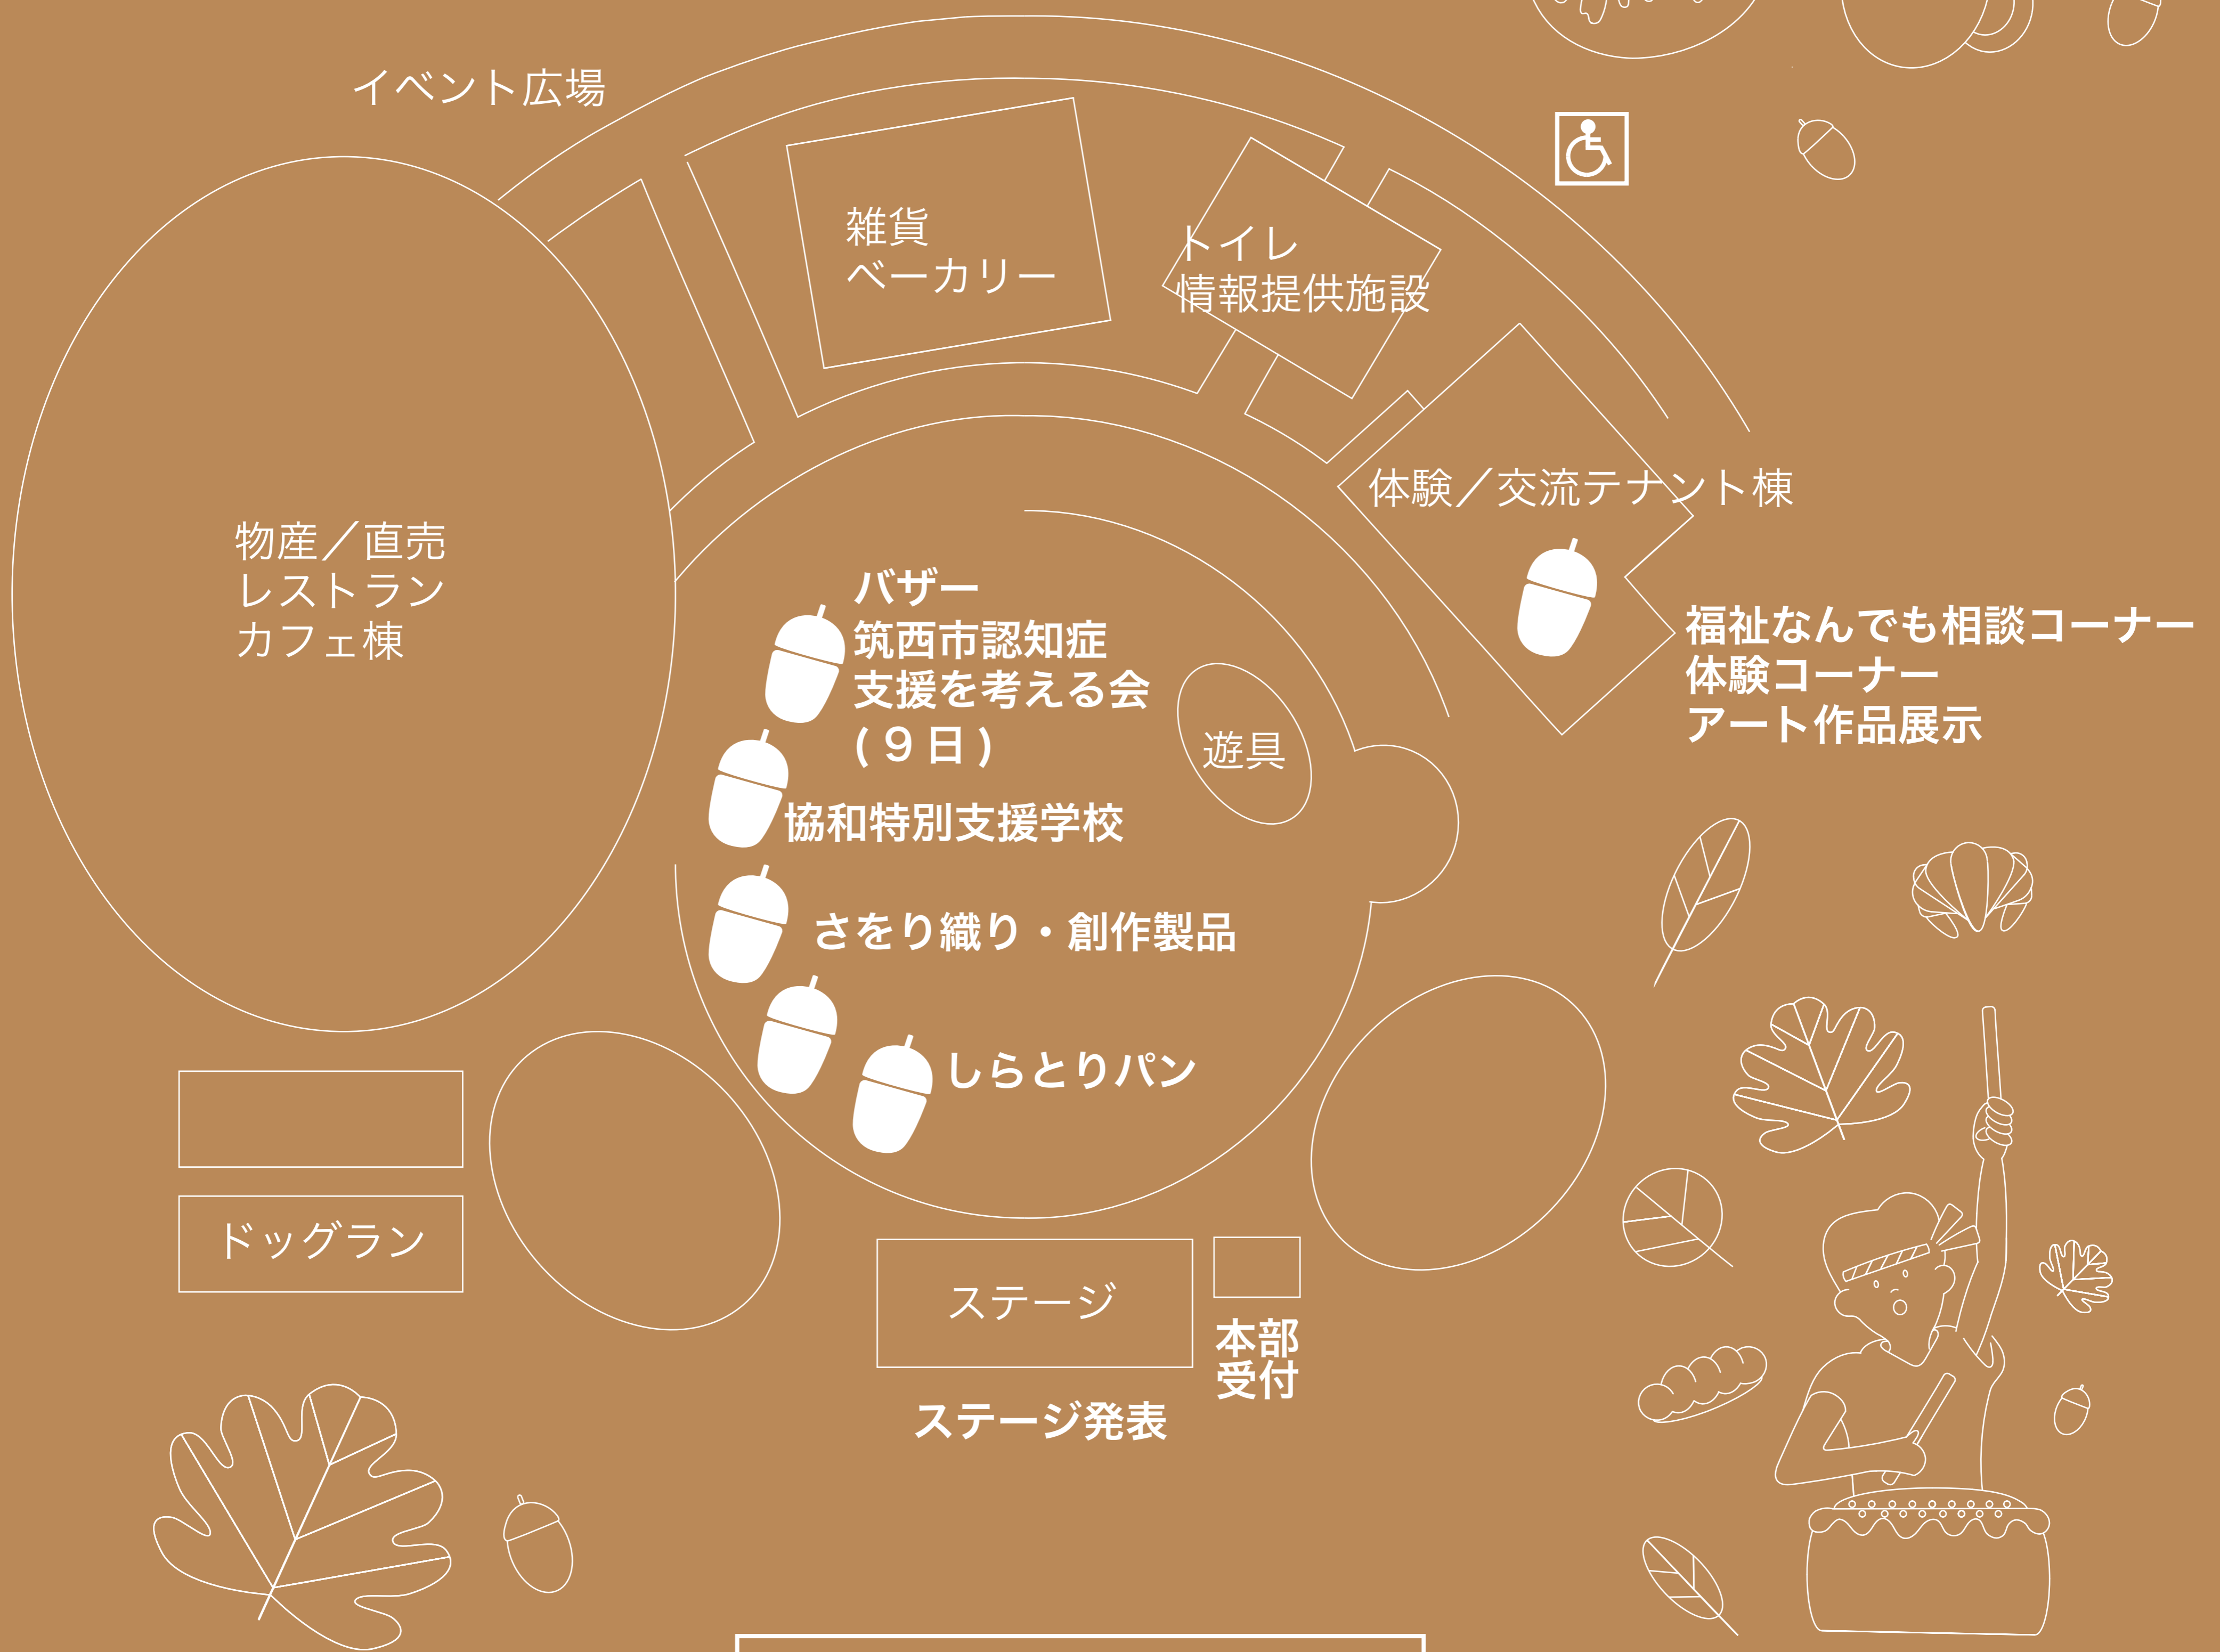 イベント広場
雑貨
ベーカリー
トイレ
情報提供施設
体験／交流テナント棟
物産／直売
レストラン
カフェ棟
バザー
筑西市認知症
支援を考える会
(９日)
遊具
福祉なんでも相談コーナー
体験コーナー
アート作品展示
協和特別支援学校
さをり織り・創作製品
しらとりパン
ドッグラン
ステージ
本部
受付
ステージ発表